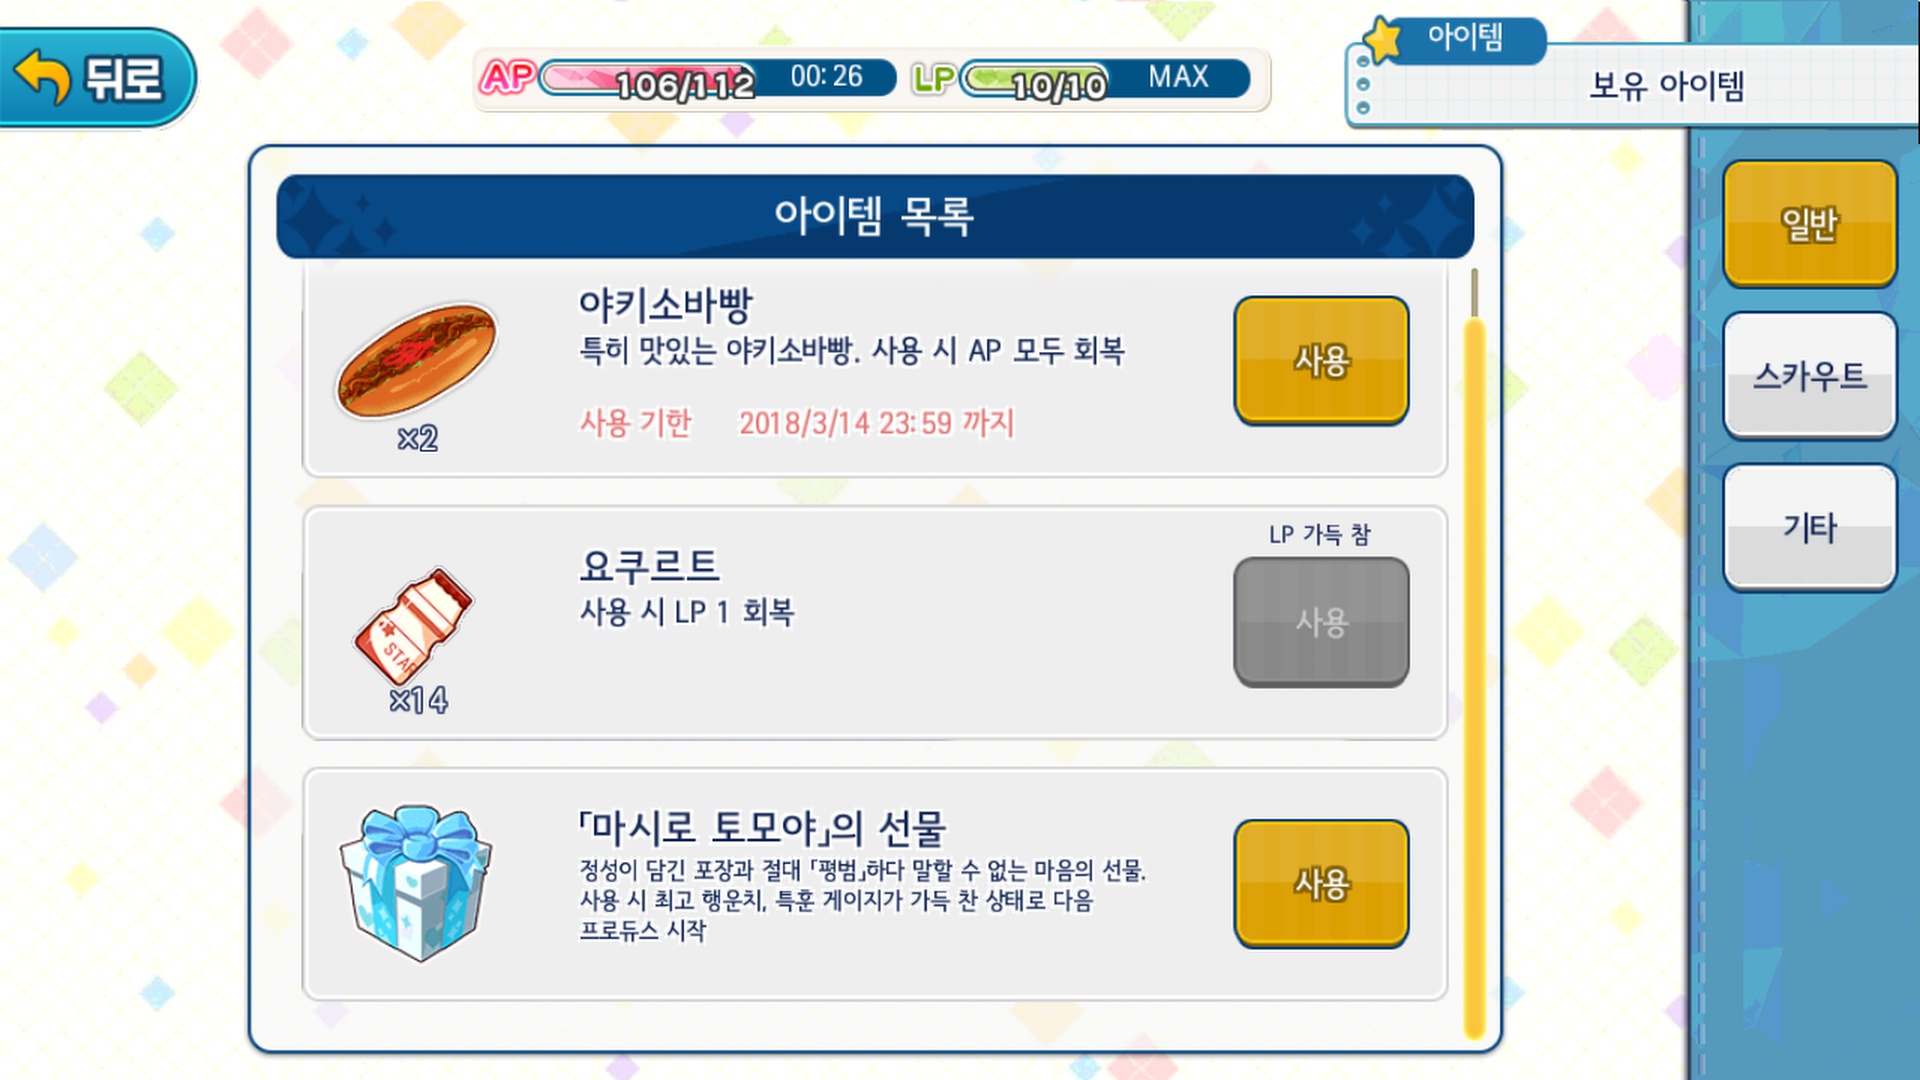 뒤로
AP 106/112 00:26 LP 10/10 MAX
아이템
보유 아이템
아이템 목록
야키소바빵
특히 맛있는 야키소바빵. 사용 시 AP 모두 회복
사용 기한 2018/3/14 23:59 까지
×2
사용
요쿠르트
사용 시 LP 1 회복
STAR
×14
LP 가득 참
사용
「마시로 토모야」의 선물
정성이 담긴 포장과 절대 「평범」하다 말할 수 없는 마음의 선물.
사용 시 최고 행운치, 특훈 게이지가 가득 찬 상태로 다음
프로듀스 시작
사용
일반
스카우트
기타